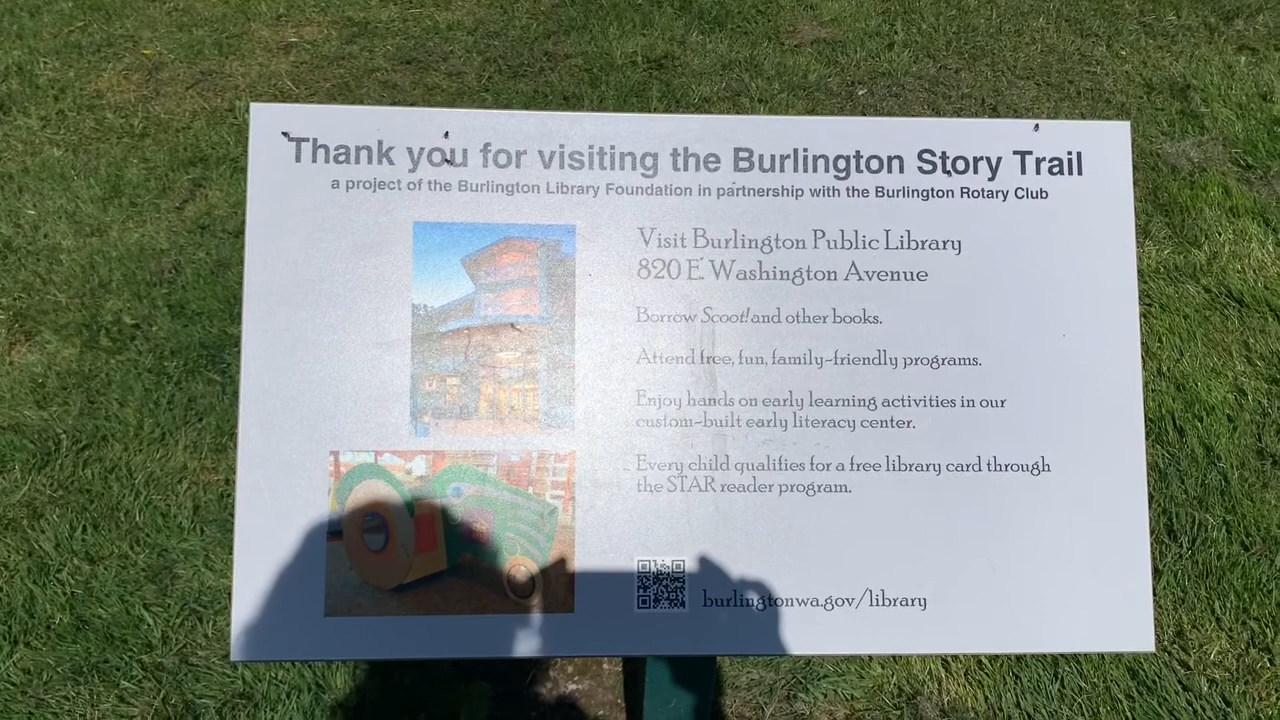 Thank you for visiting the Burlington Story Trail
a project of the Burlington Library Foundation in partnership with the Burlington Rotary Club
Visit Burlington Public Library
820 E. Washington Avenue
Borrow Scoot! and other books.
Attend free, fun, family-friendly programs.
Enjoy hands on early learning activities in our
custom-built early literacy center.
Every child qualifies for a free library card through
the STAR reader program.
burlingtonwa.gov/library